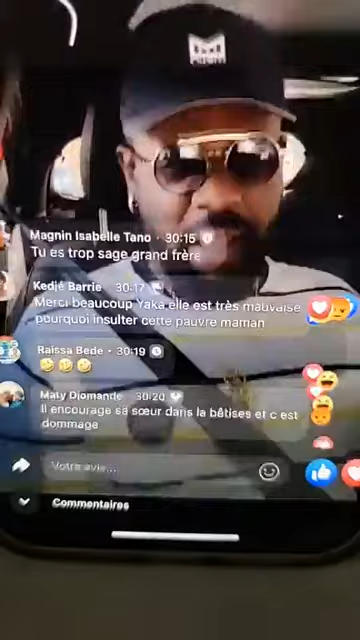 Magnin Isabelle Tano · 30:15
Tu es trop sage grand frère
Kedjé Barrie · 30:17
Merci beaucoup Yaka elle est très mauvaise
pourquoi insulter cette pauvre maman
Raissa Bede · 30:19
Maty Diomande · 30:20
Il encourage sa sœur dans la bêtises et c est
dommage
Votre avis...
Commentaires